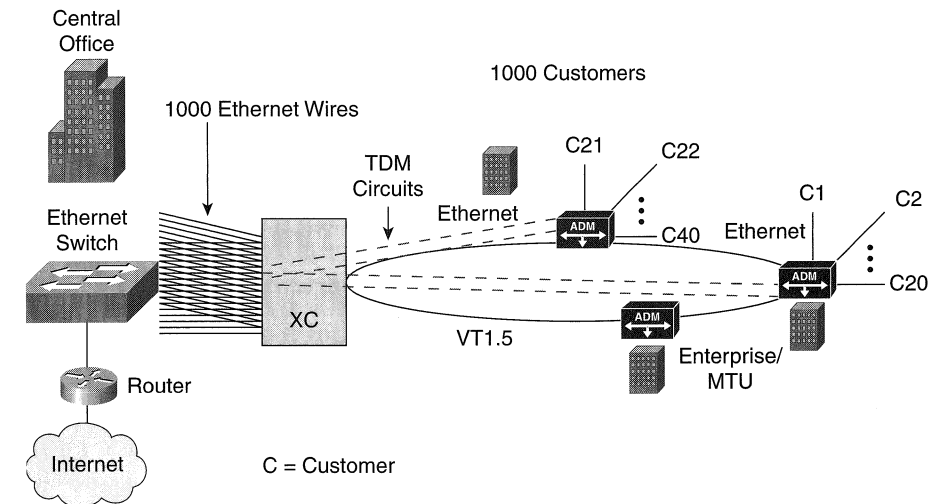 Central
Office
1000 Customers
1000 Ethernet Wires
TDM
Circuits
C21
C22
Ethernet
ADM
C40
Ethernet
C1
C2
Ethernet
Switch
ADM
C20
XC
VT1.5
ADM
Enterprise/
MTU
Router
Internet
C = Customer